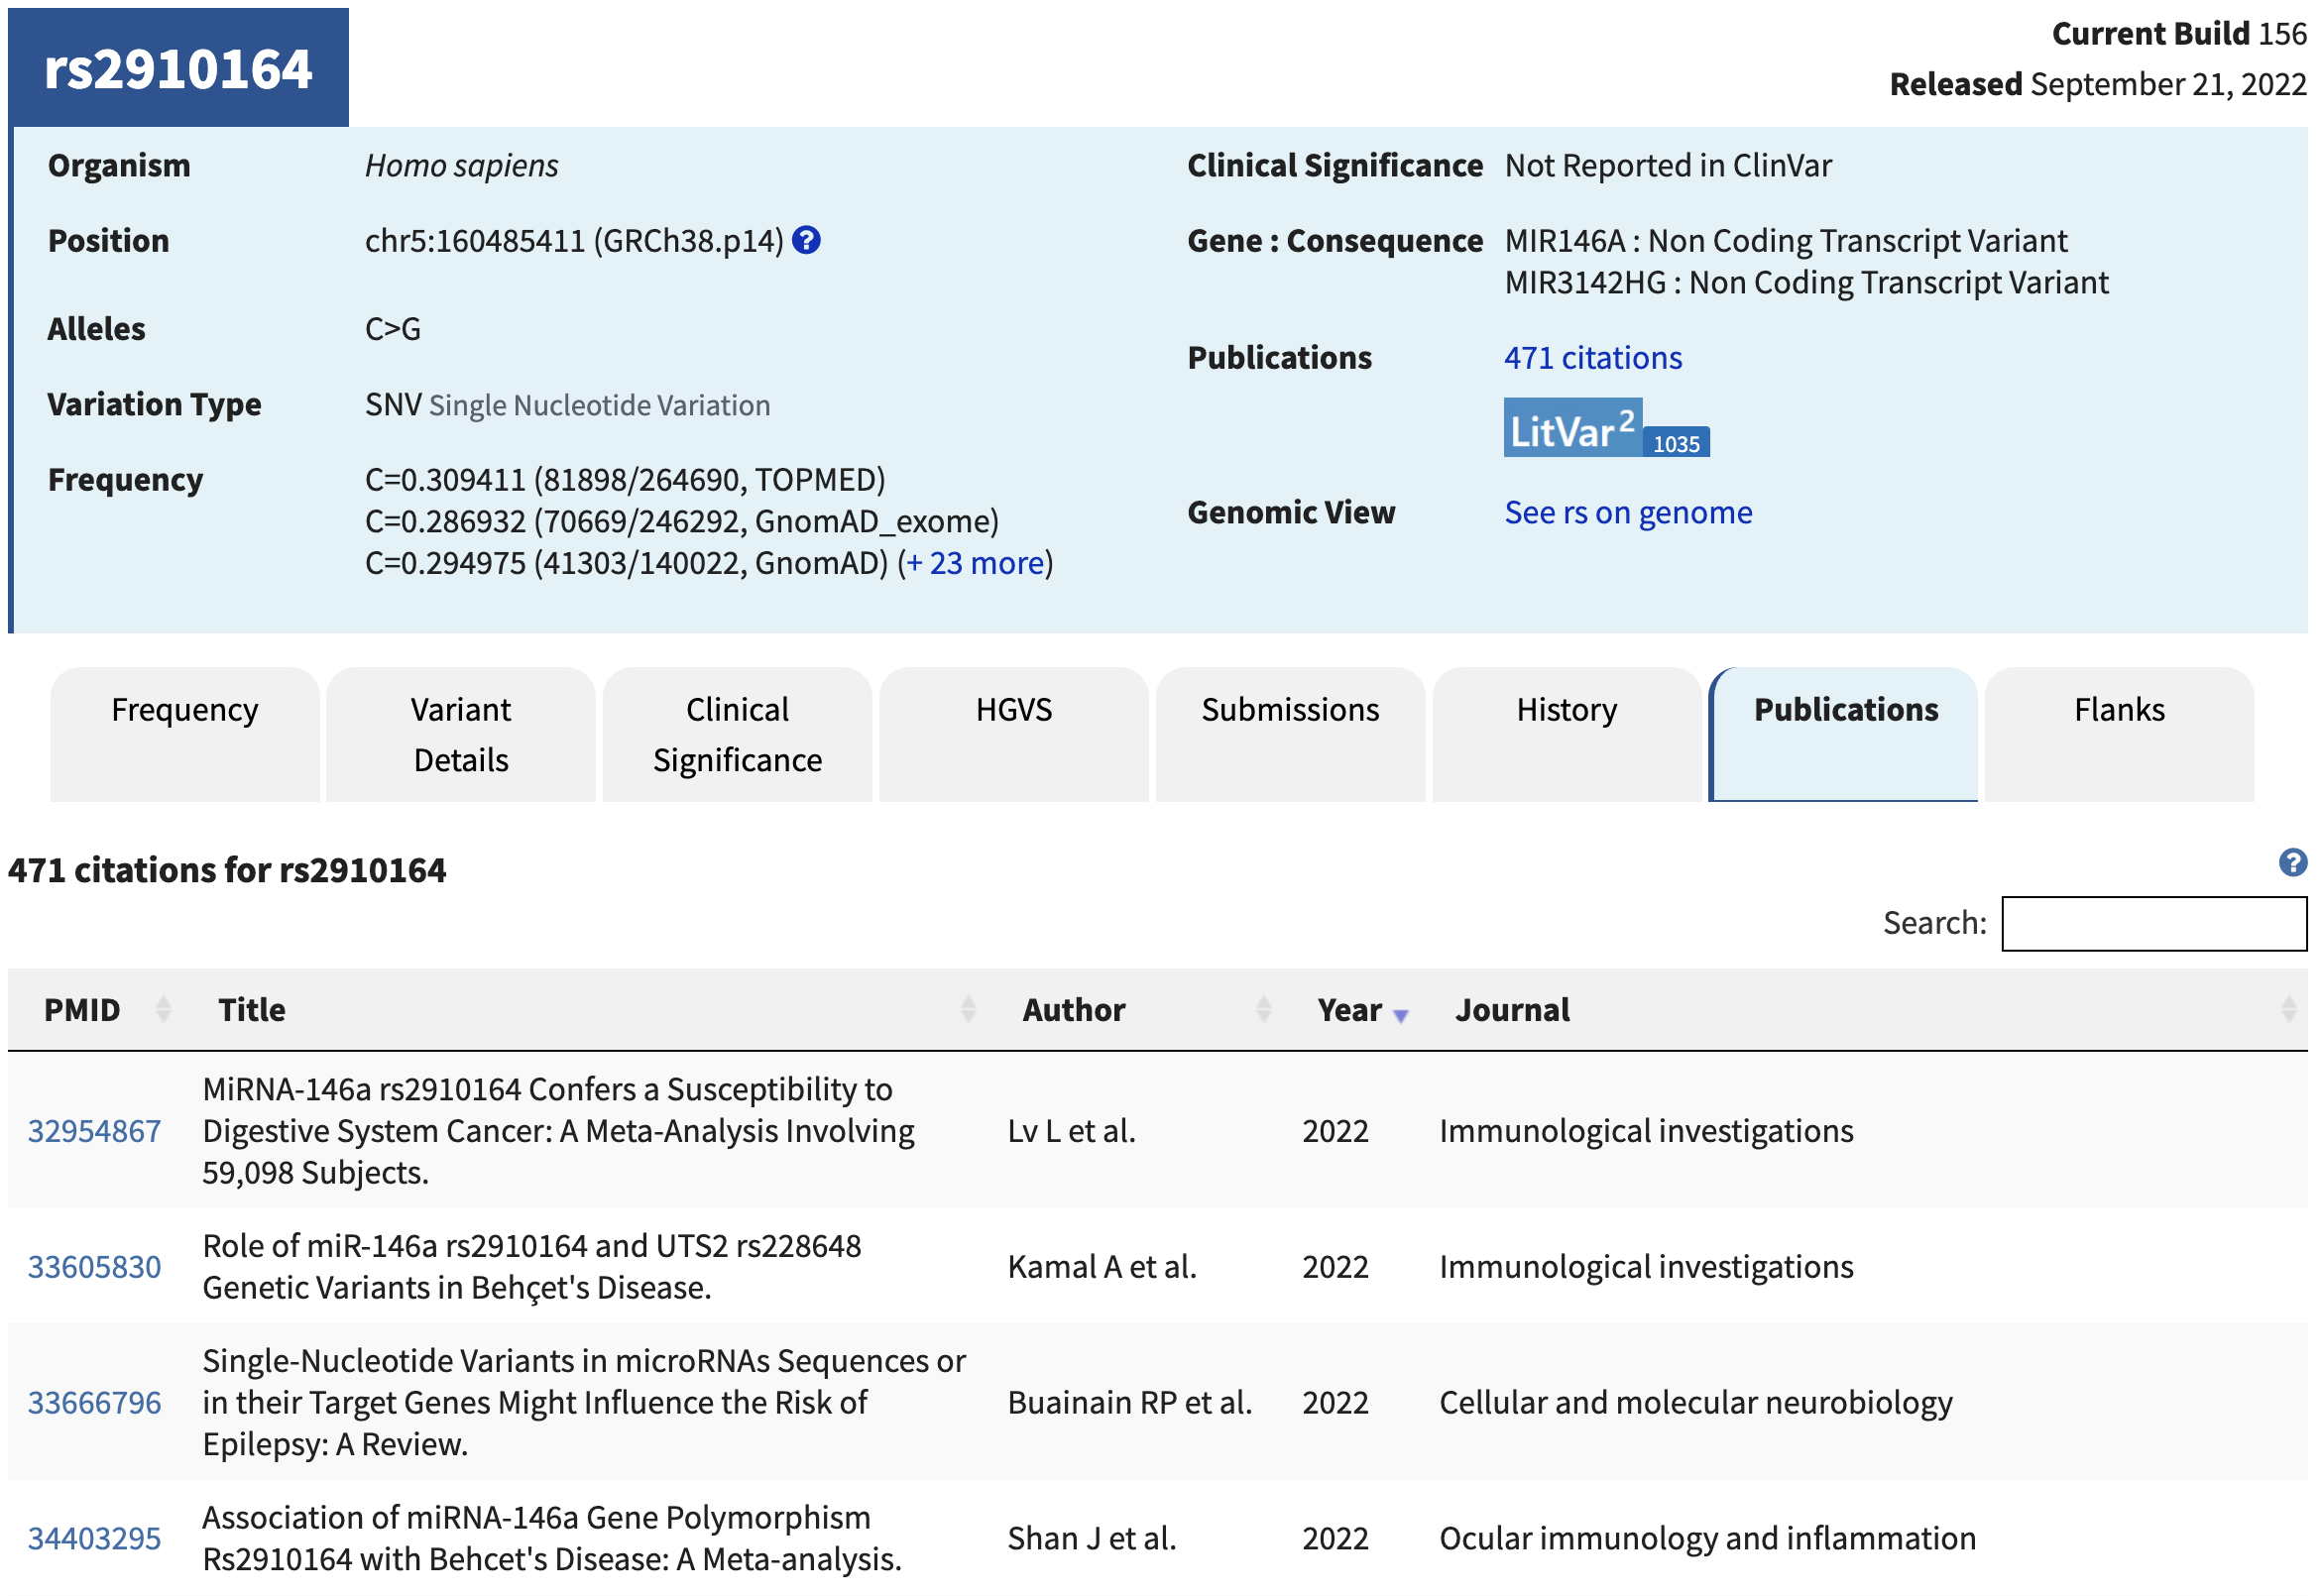 rs2910164
Current Build 156
Released September 21, 2022
Organism Homo sapiens
Position chr5:160485411 (GRCh38.p14) ?
Alleles C>G
Variation Type SNV Single Nucleotide Variation
Frequency C=0.309411 (81898/264690, TOPMED)
C=0.286932 (70669/246292, GnomAD_exome)
C=0.294975 (41303/140022, GnomAD) (+ 23 more)
Clinical Significance Not Reported in ClinVar
Gene : Consequence MIR146A : Non Coding Transcript Variant
MIR3142HG : Non Coding Transcript Variant
Publications 471 citations
LitVar2 1035
Genomic View See rs on genome
Frequency
Variant
Details
Clinical
Significance
HGVS
Submissions
History
Publications
Flanks
471 citations for rs2910164
?
Search:
PMID Title Author Year Journal
32954867 MiRNA-146a rs2910164 Confers a Susceptibility to
Digestive System Cancer: A Meta-Analysis Involving
59,098 Subjects.
Lv L et al. 2022 Immunological investigations
33605830 Role of miR-146a rs2910164 and UTS2 rs228648
Genetic Variants in Behçet's Disease.
Kamal A et al. 2022 Immunological investigations
33666796 Single-Nucleotide Variants in microRNAs Sequences or
in their Target Genes Might Influence the Risk of
Epilepsy: A Review.
Buainain RP et al. 2022 Cellular and molecular neurobiology
34403295 Association of miRNA-146a Gene Polymorphism
Rs2910164 with Behcet's Disease: A Meta-analysis.
Shan J et al. 2022 Ocular immunology and inflammation